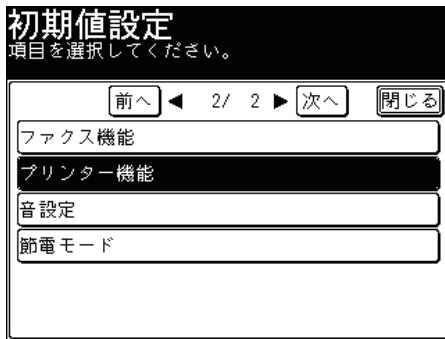 初期値設定
項目を選択してください。
前へ ◀ 2/ 2 ▶ 次へ 閉じる
ファクス機能
プリンター機能
音設定
節電モード